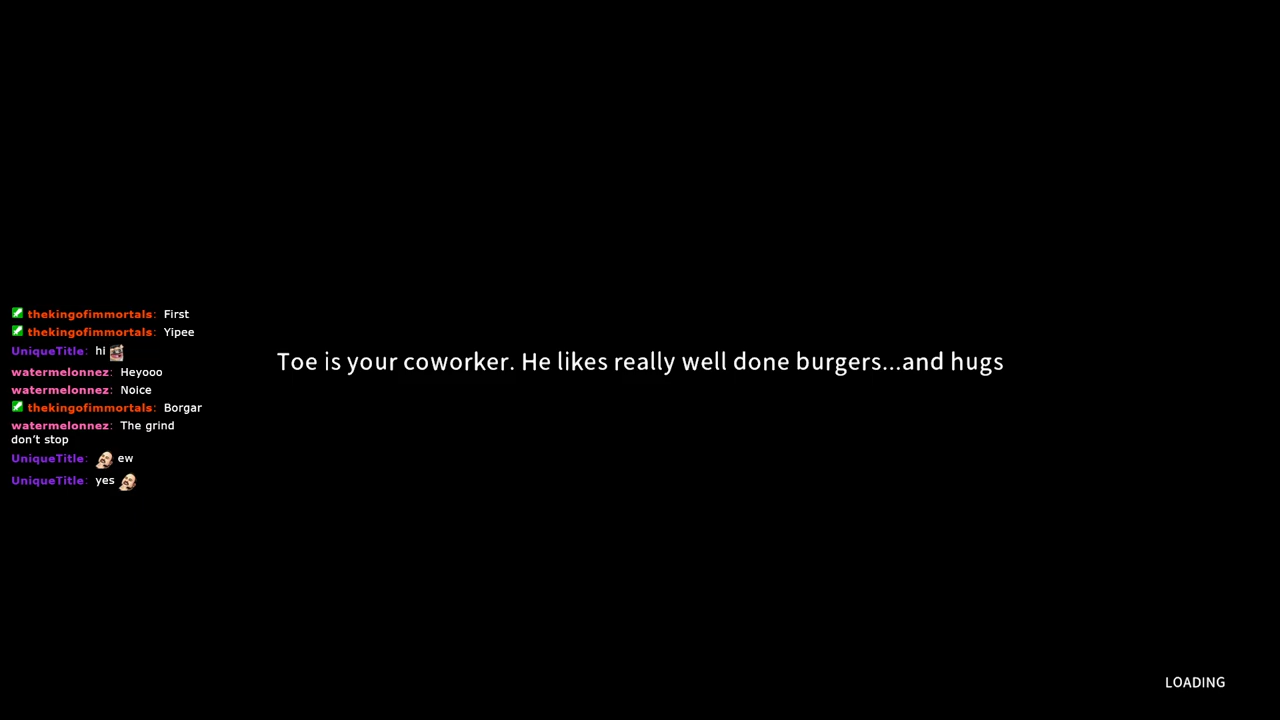 thekingofimmortals: First
thekingofimmortals: Yipee
UniqueTitle: hi
watermelonnez: Heyooo
watermelonnez: Noice
thekingofimmortals: Borgar
watermelonnez: The grind
don't stop
UniqueTitle: ew
UniqueTitle: yes
Toe is your coworker. He likes really well done burgers...and hugs
LOADING